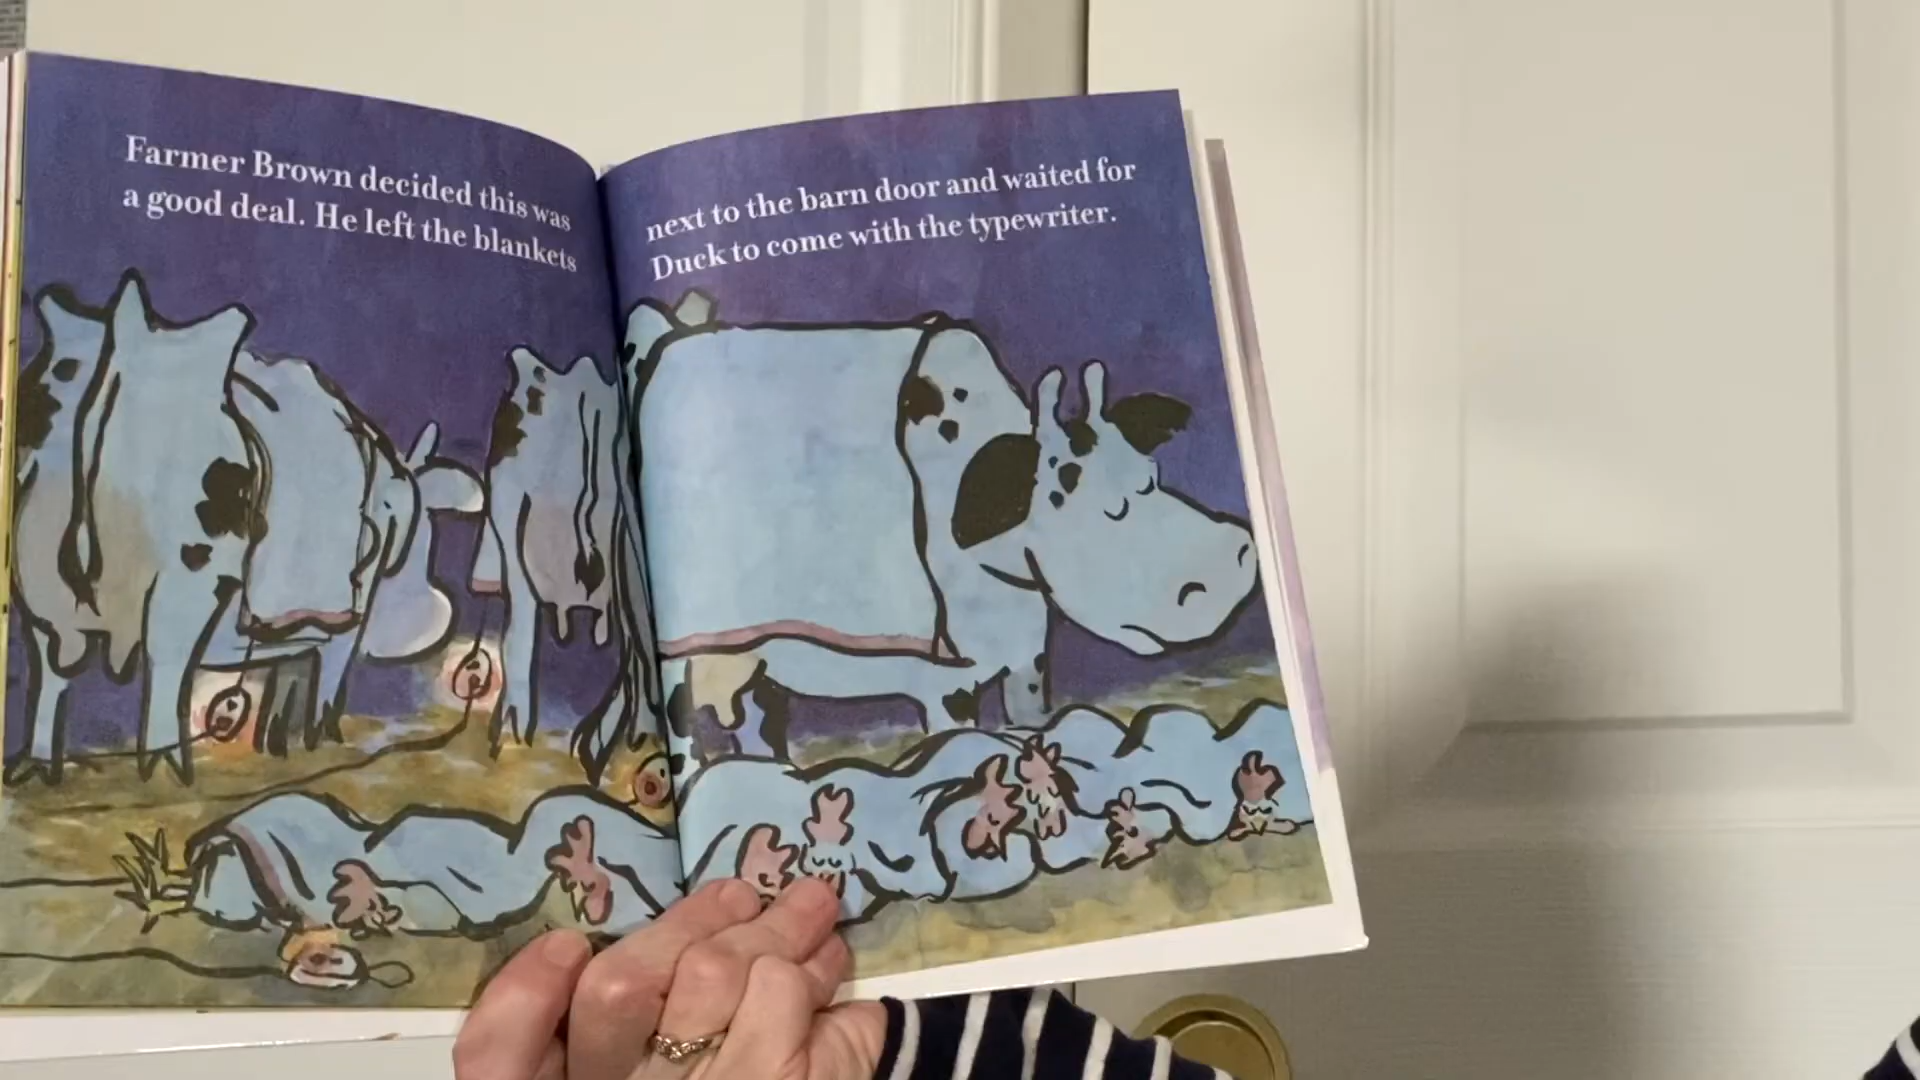 Farmer Brown decided this was
a good deal. He left the blankets
next to the barn door and waited for
Duck to come with the typewriter.